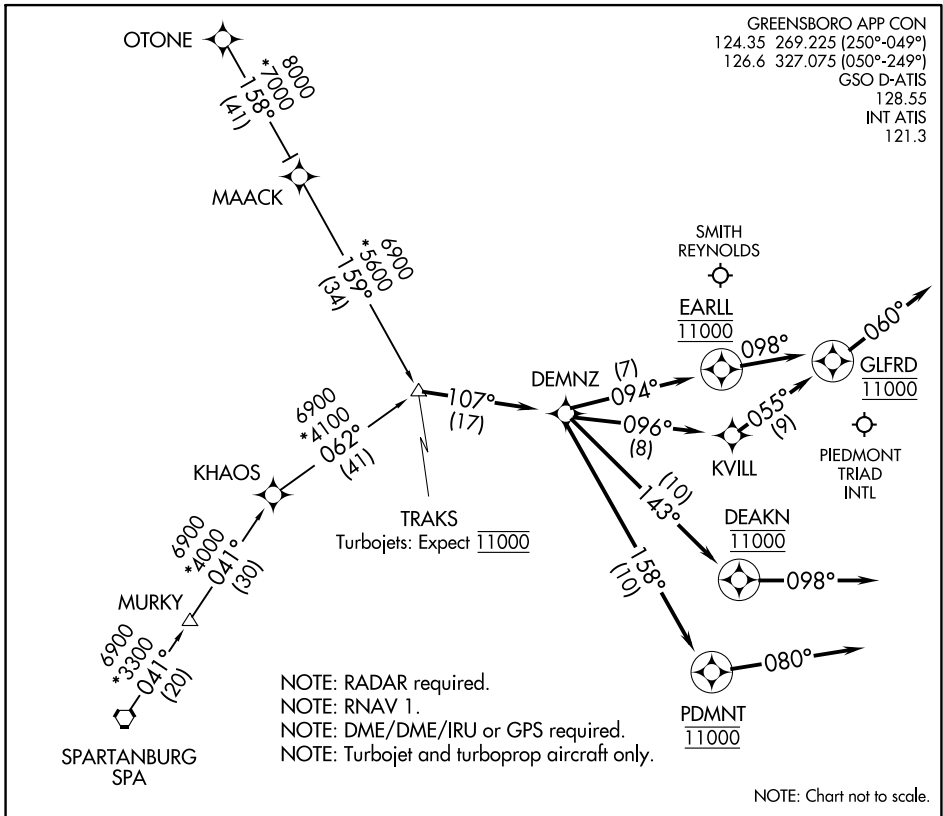 GREENSBORO APP CON
124.35 269.225 (250°-049°)
126.6 327.075 (050°-249°)
GSO D-ATIS
128.55
INT ATIS
121.3
OTONE
8000
*7000
158°
(41)
MAACK
6900
*5600
159°
(34)
SMITH
REYNOLDS
EARLL
11000
098°
060°
GLFRD
11000
DEMNZ
(7)
094°
107°
(17)
096°
(8)
KVILL
055°
(9)
PIEDMONT
TRIAD
INTL
6900
*4100
062°
(41)
KHAOS
TRAKS
Turbojets: Expect 11000
(10)
143°
DEAKN
11000
098°
158°
(10)
6900
*4000
041°
(30)
MURKY
6900
*3300
041°
(20)
080°
PDMNT
11000
SPARTANBURG
SPA
NOTE: RADAR required.
NOTE: RNAV 1.
NOTE: DME/DME/IRU or GPS required.
NOTE: Turbojet and turboprop aircraft only.
NOTE: Chart not to scale.